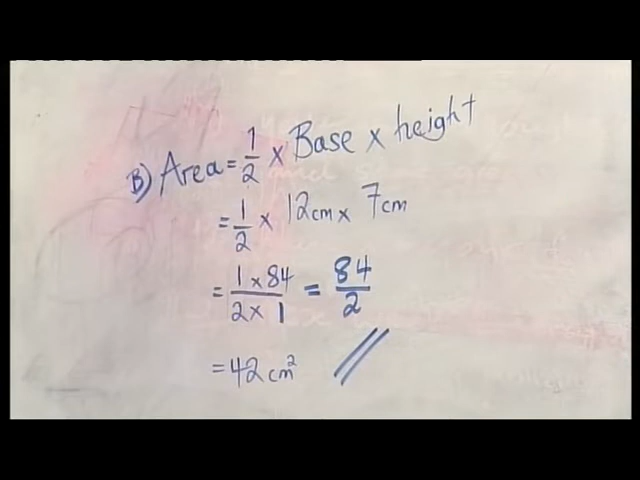 B) Area = 1/2 x Base x height
= 1/2 x 12cm x 7cm
= 1 x 84 / 2 x 1 = 84/2
= 42 cm²